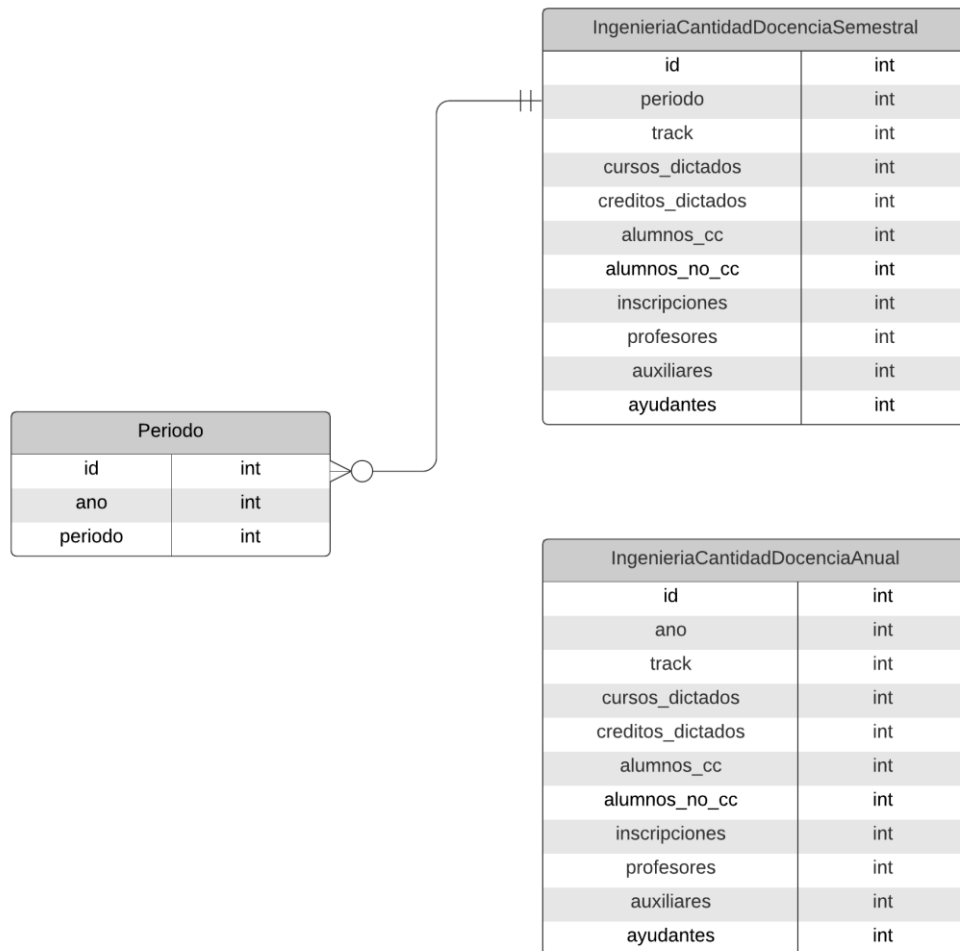 IngenieriaCantidadDocenciaSemestral
id int
periodo int
track int
cursos_dictados int
creditos_dictados int
alumnos_cc int
alumnos_no_cc int
inscripciones int
profesores int
auxiliares int
ayudantes int
Periodo
id int
ano int
periodo int
IngenieriaCantidadDocenciaAnual
id int
ano int
track int
cursos_dictados int
creditos_dictados int
alumnos_cc int
alumnos_no_cc int
inscripciones int
profesores int
auxiliares int
ayudantes int